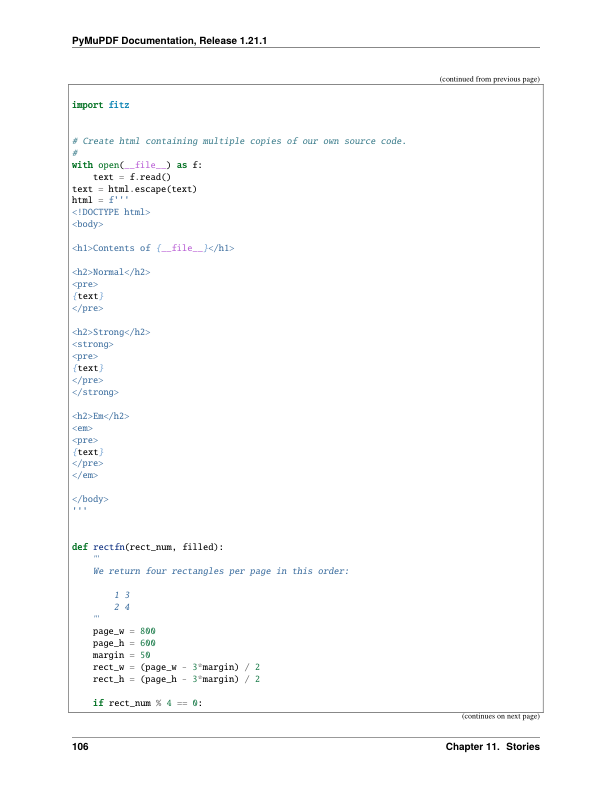 PyMuPDF Documentation, Release 1.21.1
(continued from previous page)
import fitz
# Create html containing multiple copies of our own source code.
#
with open(__file__) as f:
    text = f.read()
text = html.escape(text)
html = f'''
<!DOCTYPE html>
<body>
<h1>Contents of {__file__}</h1>
<h2>Normal</h2>
<pre>
{text}
</pre>
<h2>Strong</h2>
<strong>
<pre>
{text}
</pre>
</strong>
<h2>Em</h2>
<em>
<pre>
{text}
</pre>
</em>
</body>
'''
def rectfn(rect_num, filled):
    '''
    We return four rectangles per page in this order:
        1 3
        2 4
    '''
    page_w = 800
    page_h = 600
    margin = 50
    rect_w = (page_w - 3*margin) / 2
    rect_h = (page_h - 3*margin) / 2
    if rect_num % 4 == 0:
(continues on next page)
106 Chapter 11. Stories